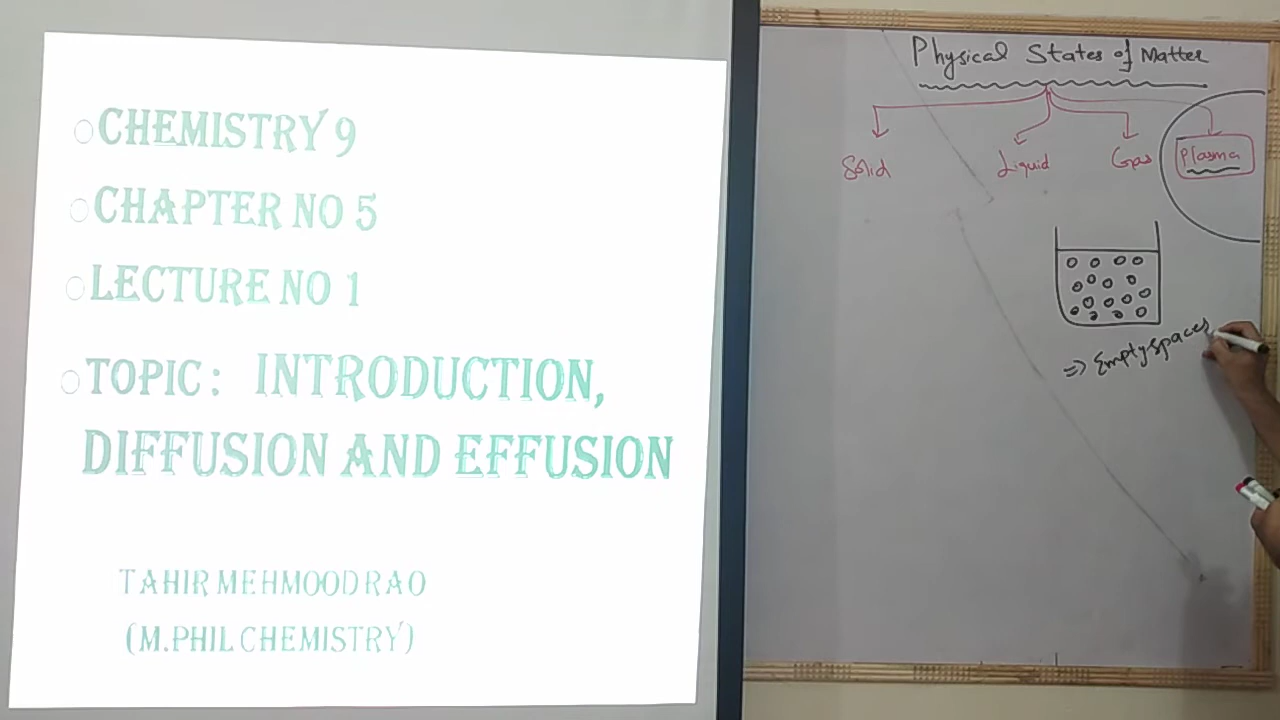 CHEMISTRY 9
CHAPTER NO 5
LECTURE NO 1
TOPIC : INTRODUCTION,
DIFFUSION AND EFFUSION
TAHIR MEHMOOD RAO
(M.PHIL CHEMISTRY)
Physical States of Matter
Solid Liquid Gas Plasma
=> Empty spaces